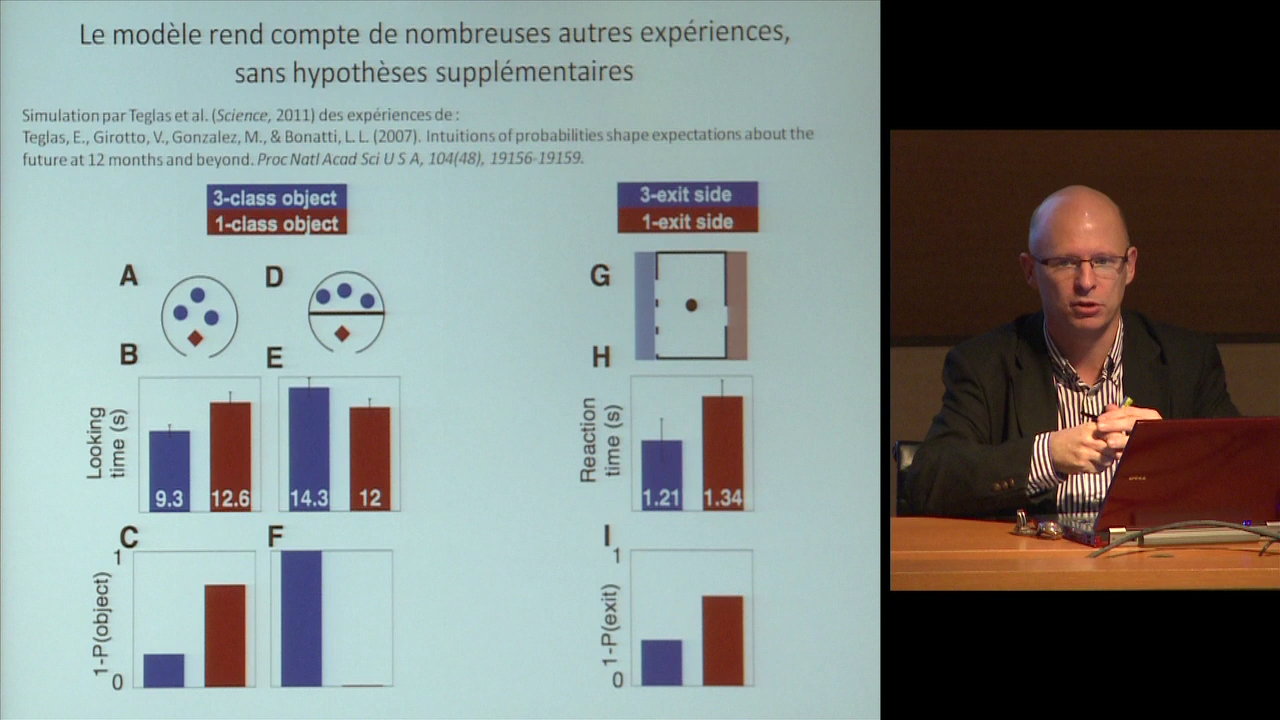 Le modèle rend compte de nombreuses autres expériences,
sans hypothèses supplémentaires
Simulation par Teglas et al. (Science, 2011) des expériences de :
Teglas, E., Girotto, V., Gonzalez, M., & Bonatti, L. L. (2007). Intuitions of probabilities shape expectations about the
future at 12 months and beyond. Proc Natl Acad Sci U S A, 104(48), 19156-19159.
3-class object
1-class object
A
D
B
E
Looking
time (s)
9.3
12.6
14.3
12
C
F
1-P(object)
1
0
3-exit side
1-exit side
G
H
Reaction
time (s)
1.21
1.34
I
1-P(exit)
1
0